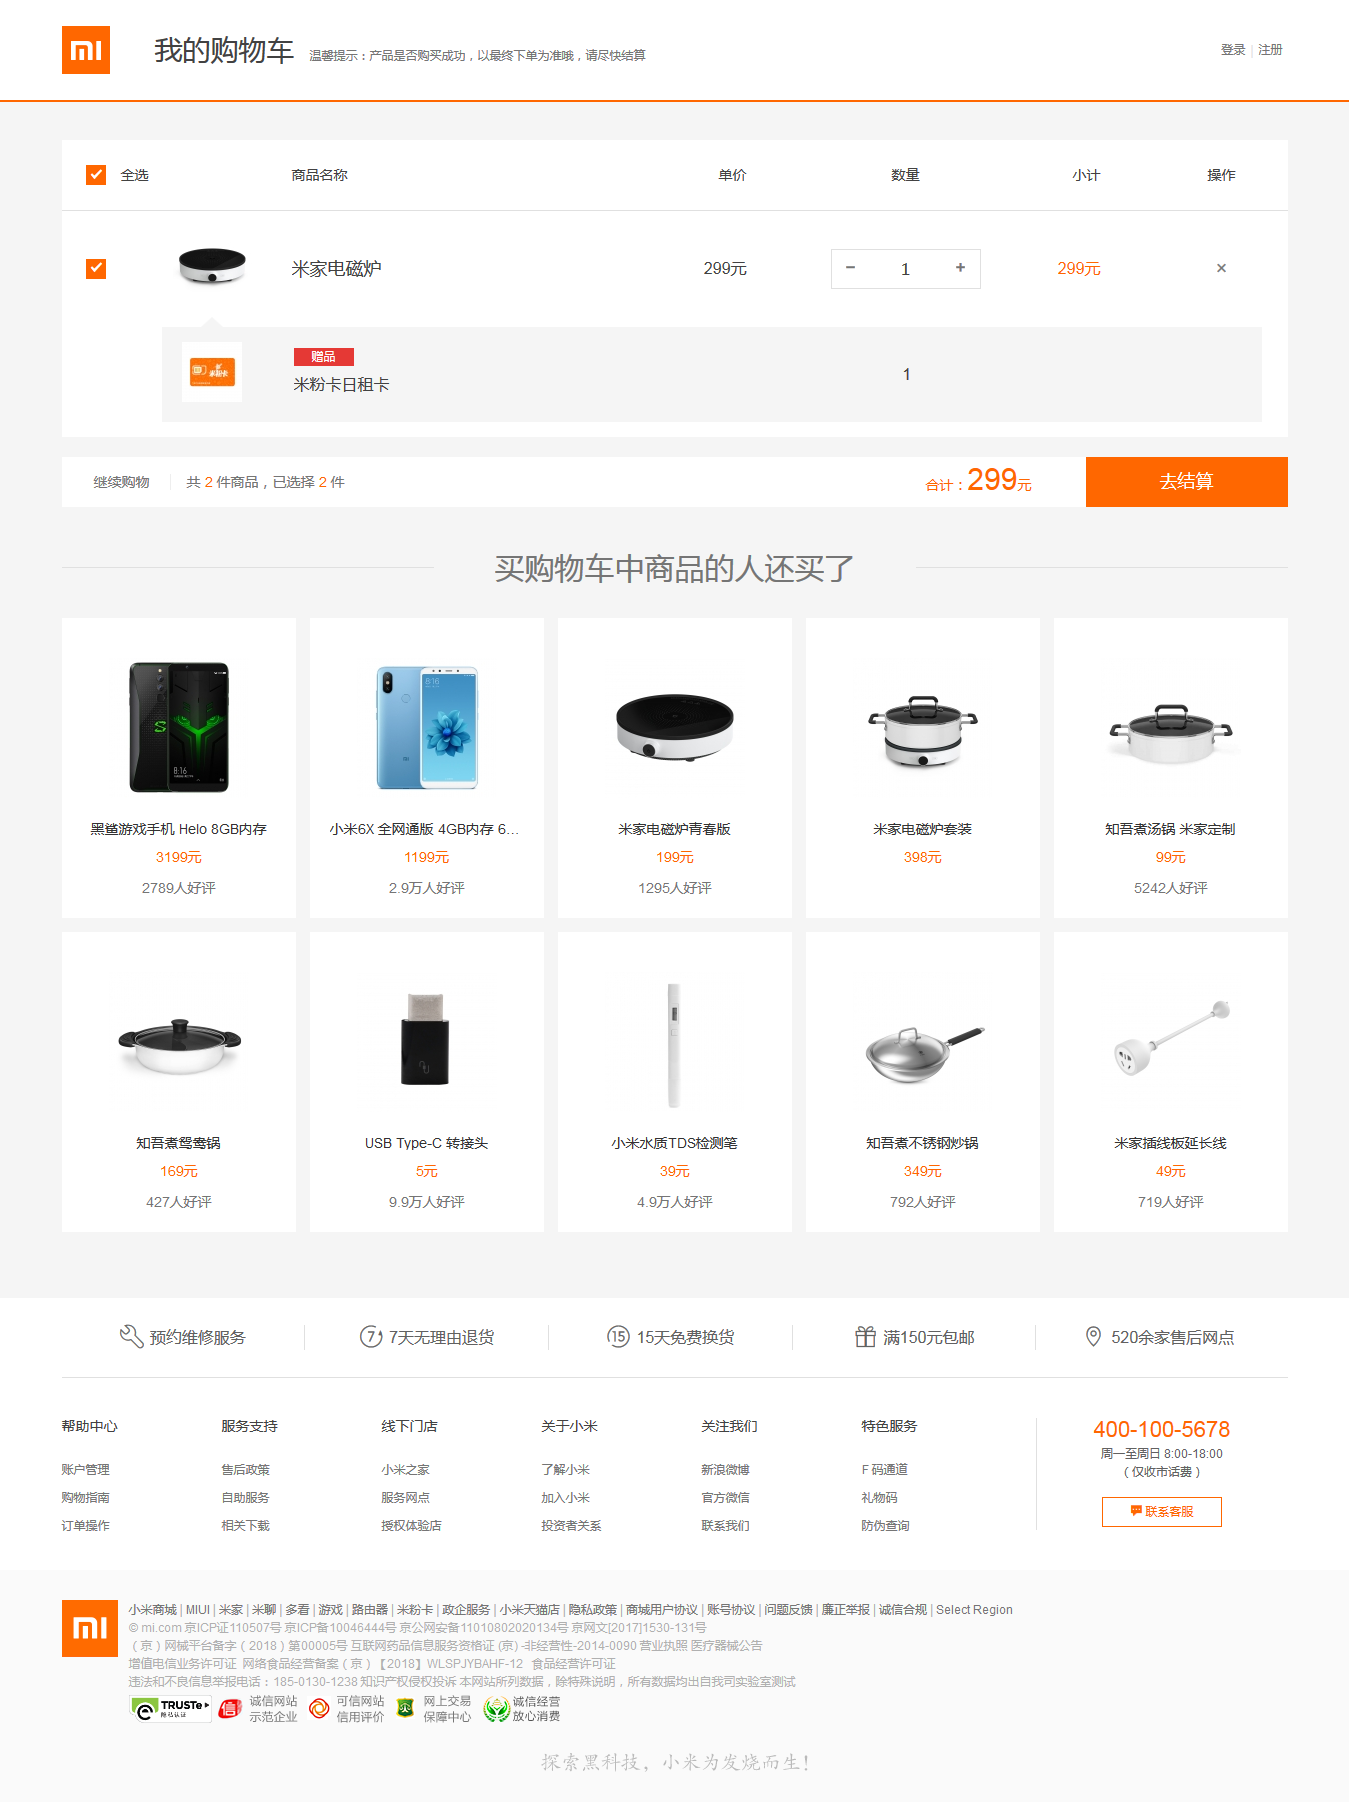 我的购物车 温馨提示：产品是否购买成功，以最终下单为准哦，请尽快结算 登录 | 注册
全选 商品名称 单价 数量 小计 操作
米家电磁炉 299元 − 1 + 299元 ×
赠品
米粉卡日租卡 1
继续购物 共 2 件商品，已选择 2 件 合计：299元 去结算
买购物车中商品的人还买了
黑鲨游戏手机 Helo 8GB内存 小米6X 全网通版 4GB内存 6... 米家电磁炉青春版 米家电磁炉套装 知吾煮汤锅 米家定制
3199元 1199元 199元 398元 99元
2789人好评 2.9万人好评 1295人好评 5242人好评
知吾煮鸳鸯锅 USB Type-C 转接头 小米水质TDS检测笔 知吾煮不锈钢炒锅 米家插线板延长线
169元 5元 39元 349元 49元
427人好评 9.9万人好评 4.9万人好评 792人好评 719人好评
预约维修服务 7天无理由退货 15天免费换货 满150元包邮 520余家售后网点
帮助中心 服务支持 线下门店 关于小米 关注我们 特色服务 400-100-5678
周一至周日 8:00-18:00
（仅收市话费）
账户管理 售后政策 小米之家 了解小米 新浪微博 F 码通道
购物指南 自助服务 服务网点 加入小米 官方微信 礼物码
订单操作 相关下载 授权体验店 投资者关系 联系我们 防伪查询
联系客服
小米商城 | MIUI | 米家 | 米聊 | 多看 | 游戏 | 路由器 | 米粉卡 | 政企服务 | 小米天猫店 | 隐私政策 | 商城用户协议 | 账号协议 | 问题反馈 | 廉正举报 | 诚信合规 | Select Region
© mi.com 京ICP证110507号 京ICP备10046444号 京公网安备11010802020134号 京网文[2017]1530-131号
（京）网械平台备字（2018）第00005号 互联网药品信息服务资格证 (京) -非经营性-2014-0090 营业执照 医疗器械公告
增值电信业务许可证 网络食品经营备案（京）【2018】WLSPJYBAHF-12 食品经营许可证
违法和不良信息举报电话：185-0130-1238 知识产权侵权投诉 本网站所列数据，除特殊说明，所有数据均出自我司实验室测试
TRUSTe 隐私认证 诚信网站 示范企业 可信网站 信用评价 网上交易 保障中心 诚信经营 放心消费
探索黑科技，小米为发烧而生！